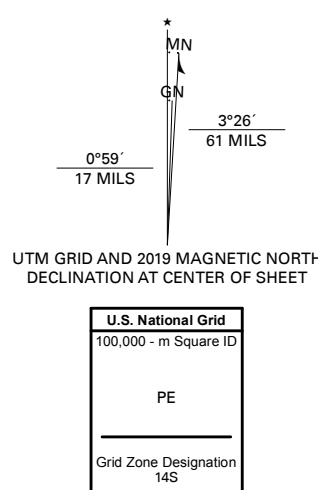 MN
GN
3°26´
61 MILS
0°59´
17 MILS
UTM GRID AND 2019 MAGNETIC NORTH
DECLINATION AT CENTER OF SHEET
U.S. National Grid
100,000 - m Square ID
PE
Grid Zone Designation
14S